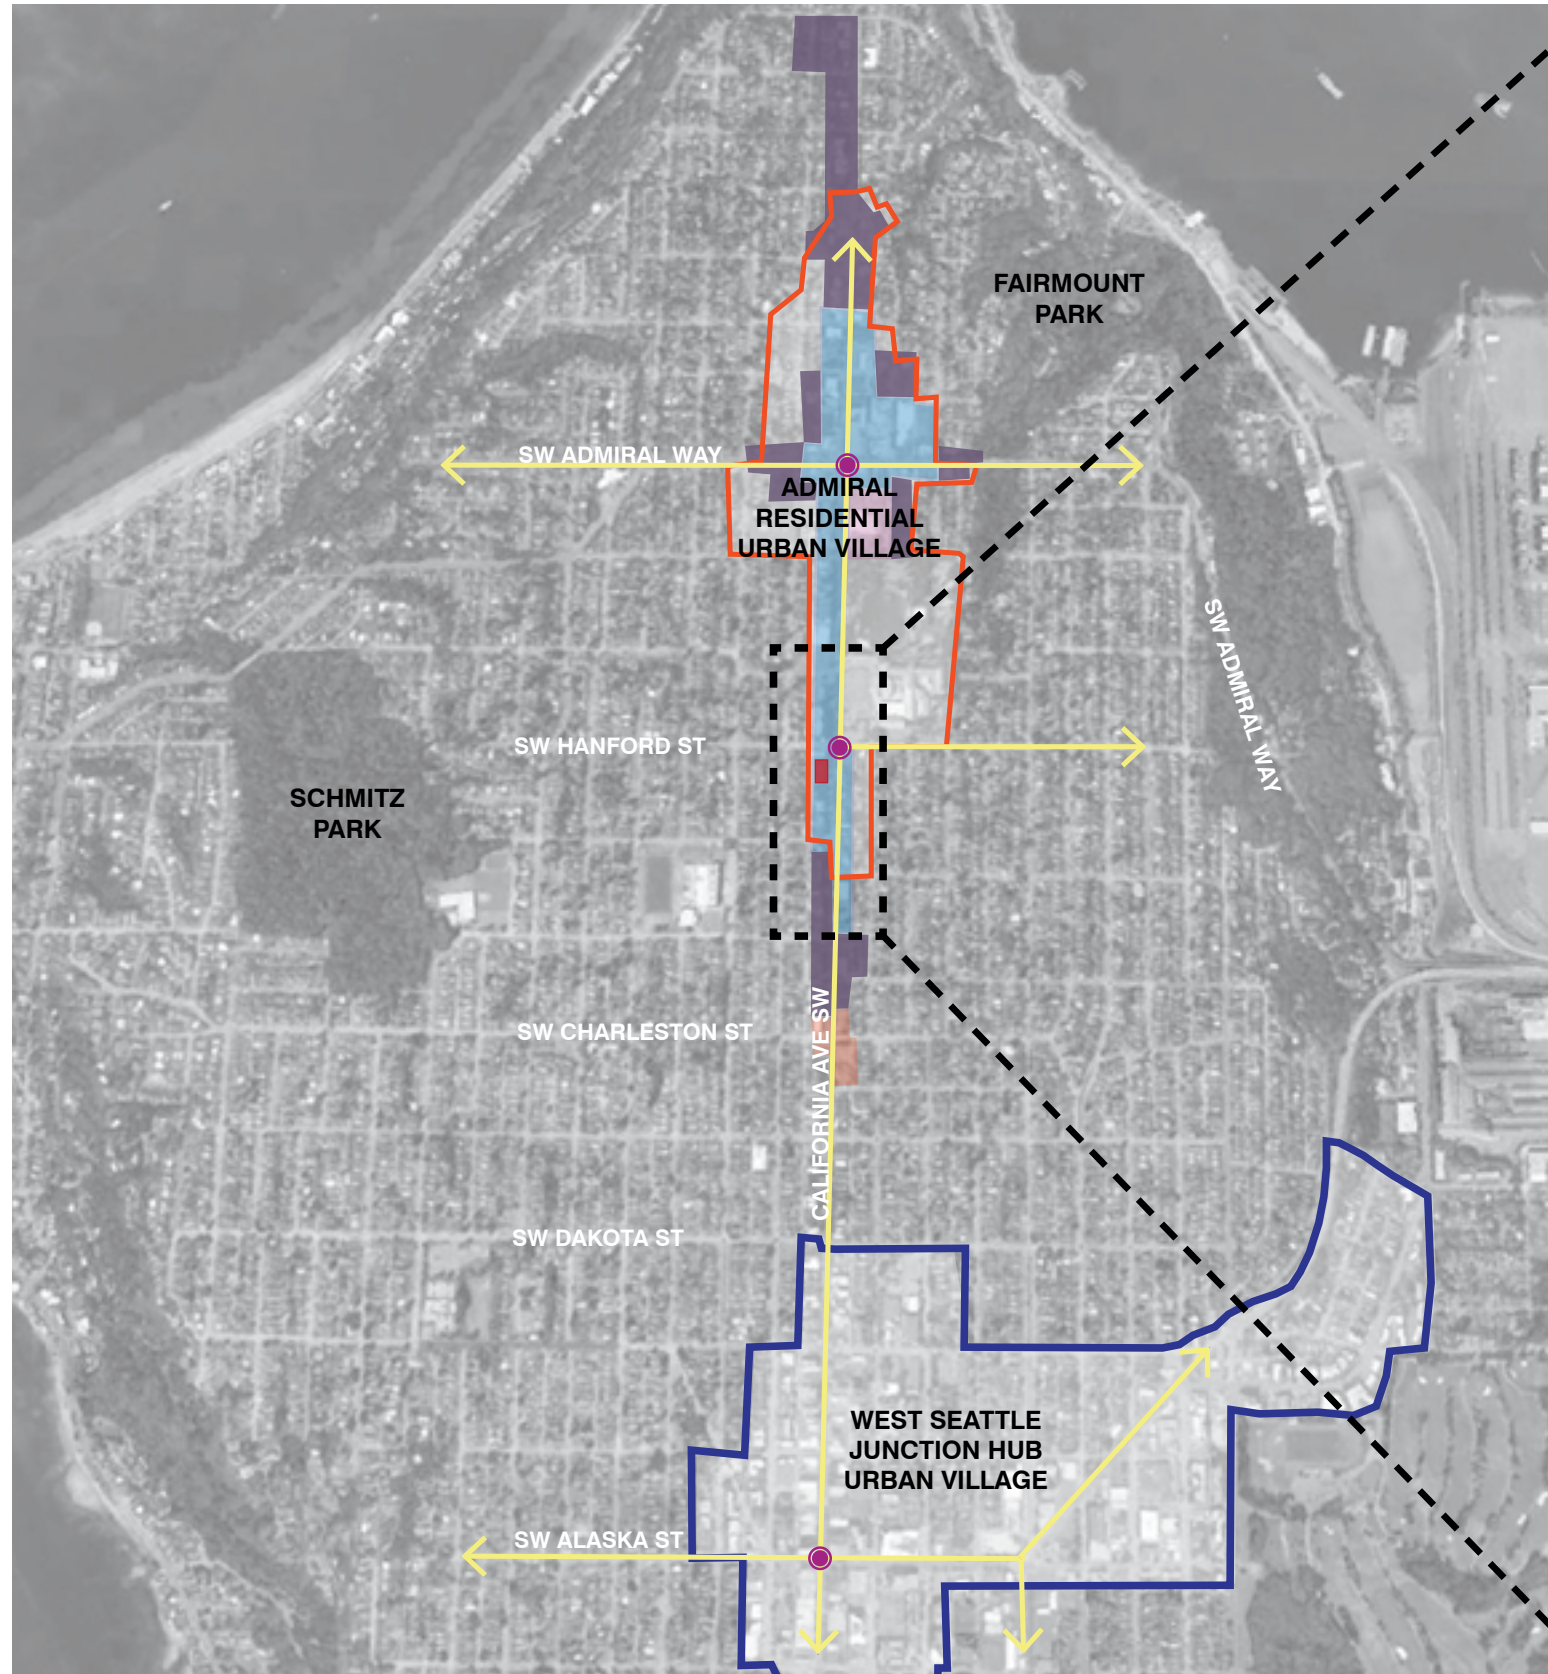 FAIRMOUNT
PARK
SW ADMIRAL WAY
ADMIRAL
RESIDENTIAL
URBAN VILLAGE
SW ADMIRAL WAY
SW HANFORD ST
SCHMITZ
PARK
CALIFORNIA AVE SW
SW CHARLESTON ST
SW DAKOTA ST
WEST SEATTLE
JUNCTION HUB
URBAN VILLAGE
SW ALASKA ST